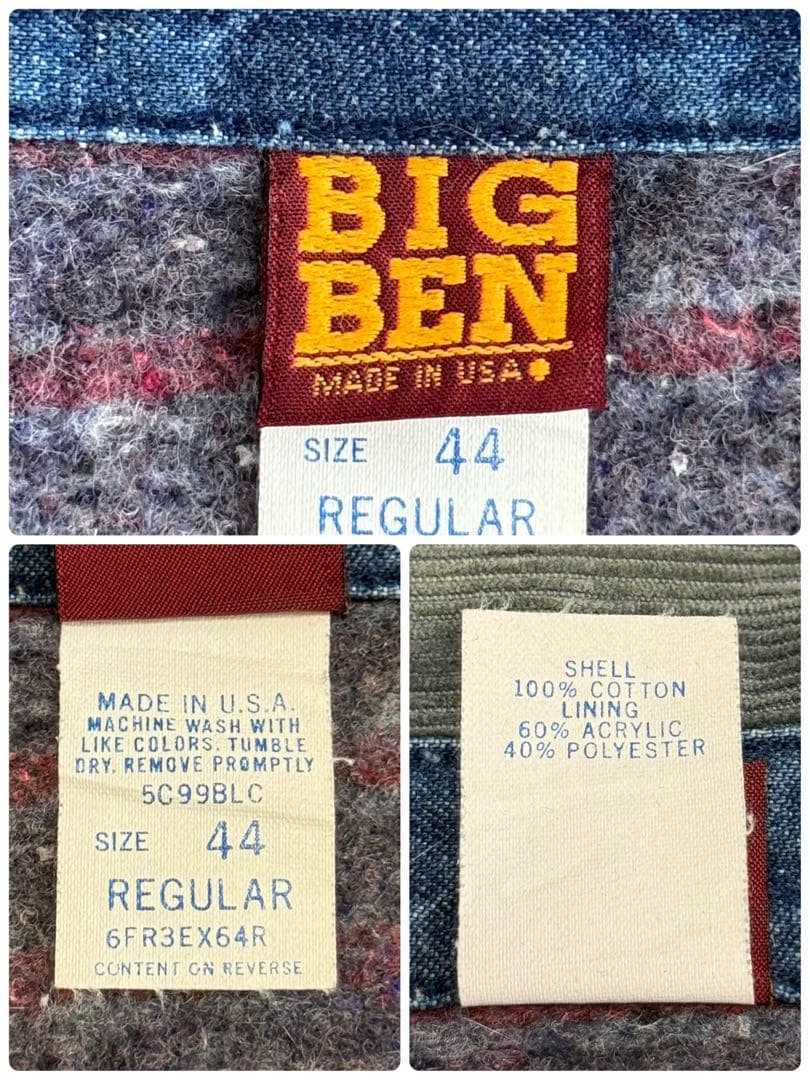 BIG
BEN
MADE IN USA
SIZE 44
REGULAR
MADE IN U.S.A.
MACHINE WASH WITH
LIKE COLORS. TUMBLE
DRY. REMOVE PROMPTLY
5C99BLC
SIZE 44
REGULAR
6FR3EX64R
CONTENT ON REVERSE
SHELL
100% COTTON
LINING
60% ACRYLIC
40% POLYESTER